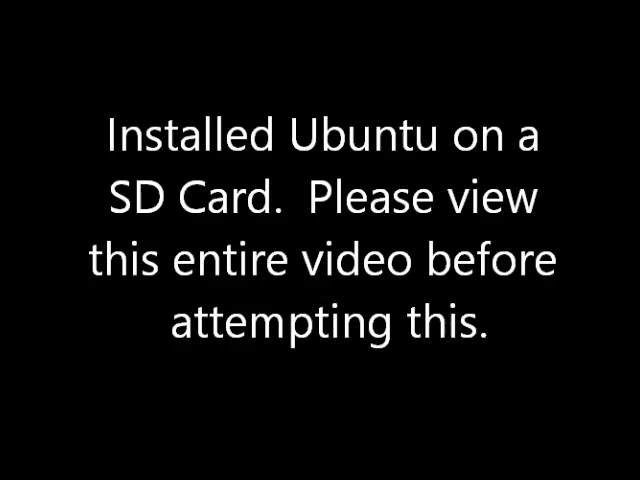 Installed Ubuntu on a
SD Card.  Please view
this entire video before
attempting this.